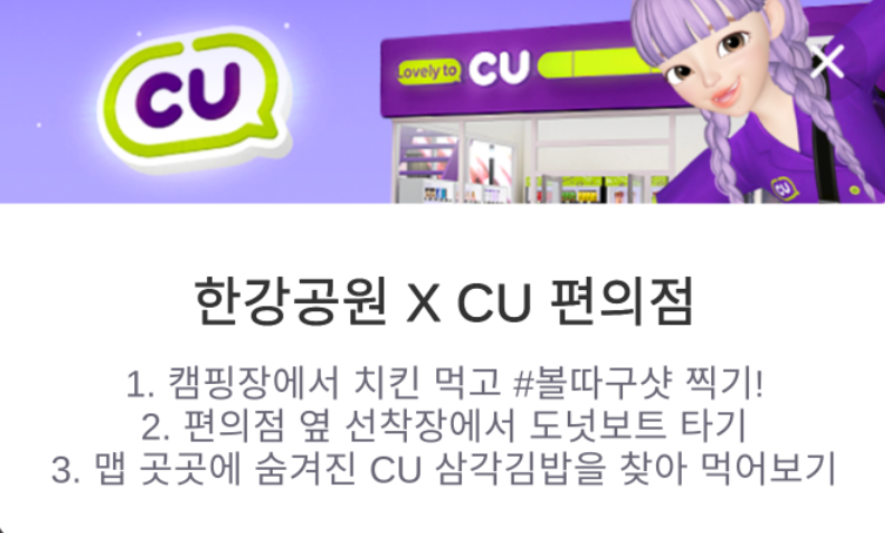 CU
Lovely to CU
CU
한강공원 X CU 편의점
1. 캠핑장에서 치킨 먹고 #볼따구샷 찍기!
2. 편의점 옆 선착장에서 도넛보트 타기
3. 맵 곳곳에 숨겨진 CU 삼각김밥을 찾아 먹어보기